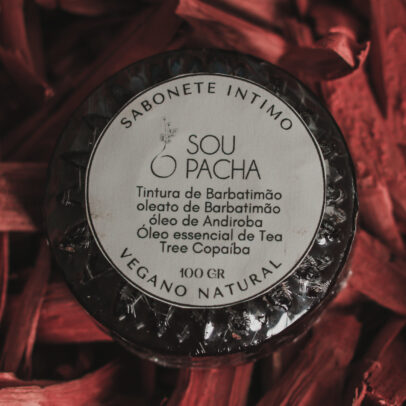 SABONETE INTIMO
SOU
PACHA
Tintura de Barbatimão
oleato de Barbatimão
óleo de Andiroba
Óleo essencial de Tea
Tree Copaíba
100 GR
VEGANO NATURAL